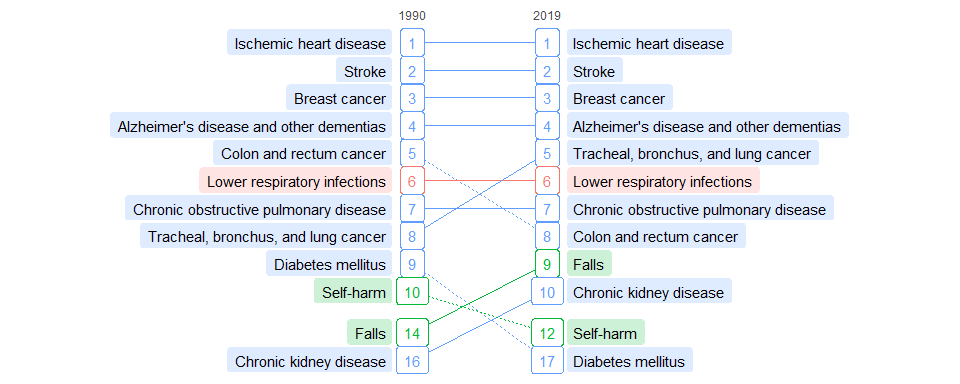 1990 2019
Ischemic heart disease 1 1 Ischemic heart disease
Stroke 2 2 Stroke
Breast cancer 3 3 Breast cancer
Alzheimer's disease and other dementias 4 4 Alzheimer's disease and other dementias
Colon and rectum cancer 5 5 Tracheal, bronchus, and lung cancer
Lower respiratory infections 6 6 Lower respiratory infections
Chronic obstructive pulmonary disease 7 7 Chronic obstructive pulmonary disease
Tracheal, bronchus, and lung cancer 8 8 Colon and rectum cancer
Diabetes mellitus 9 9 Falls
Self-harm 10 10 Chronic kidney disease
Falls 14 12 Self-harm
Chronic kidney disease 16 17 Diabetes mellitus